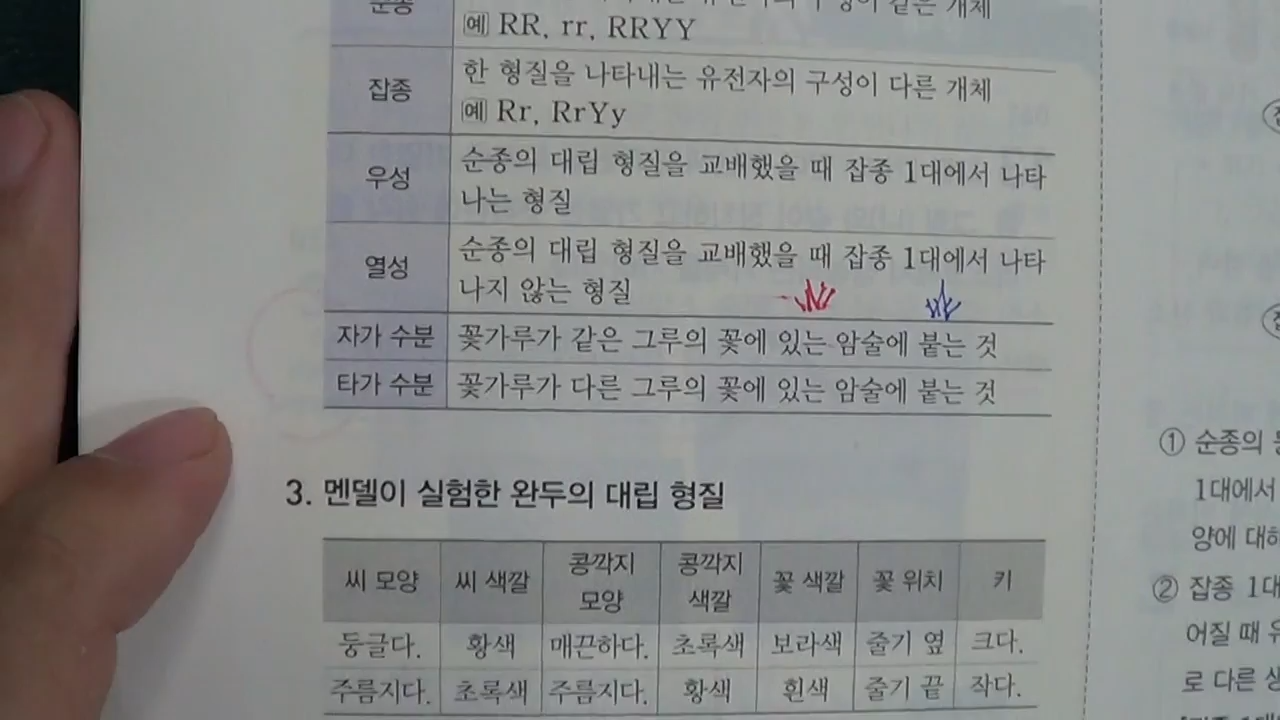 순종
구성이 같은 개체
예 RR, rr, RRYY
잡종
한 형질을 나타내는 유전자의 구성이 다른 개체
예 Rr, RrYy
우성
순종의 대립 형질을 교배했을 때 잡종 1대에서 나타
나는 형질
열성
순종의 대립 형질을 교배했을 때 잡종 1대에서 나타
나지 않는 형질
자가 수분 꽃가루가 같은 그루의 꽃에 있는 암술에 붙는 것
타가 수분 꽃가루가 다른 그루의 꽃에 있는 암술에 붙는 것
3. 멘델이 실험한 완두의 대립 형질
씨 모양 씨 색깔 콩깍지 모양 콩깍지 색깔 꽃 색깔 꽃 위치 키
둥글다. 황색 매끈하다. 초록색 보라색 줄기 옆 크다.
주름지다. 초록색 주름지다. 황색 흰색 줄기 끝 작다.
① 순종의
1대에서
양에
② 잡종 1대
어질 때
로 다른